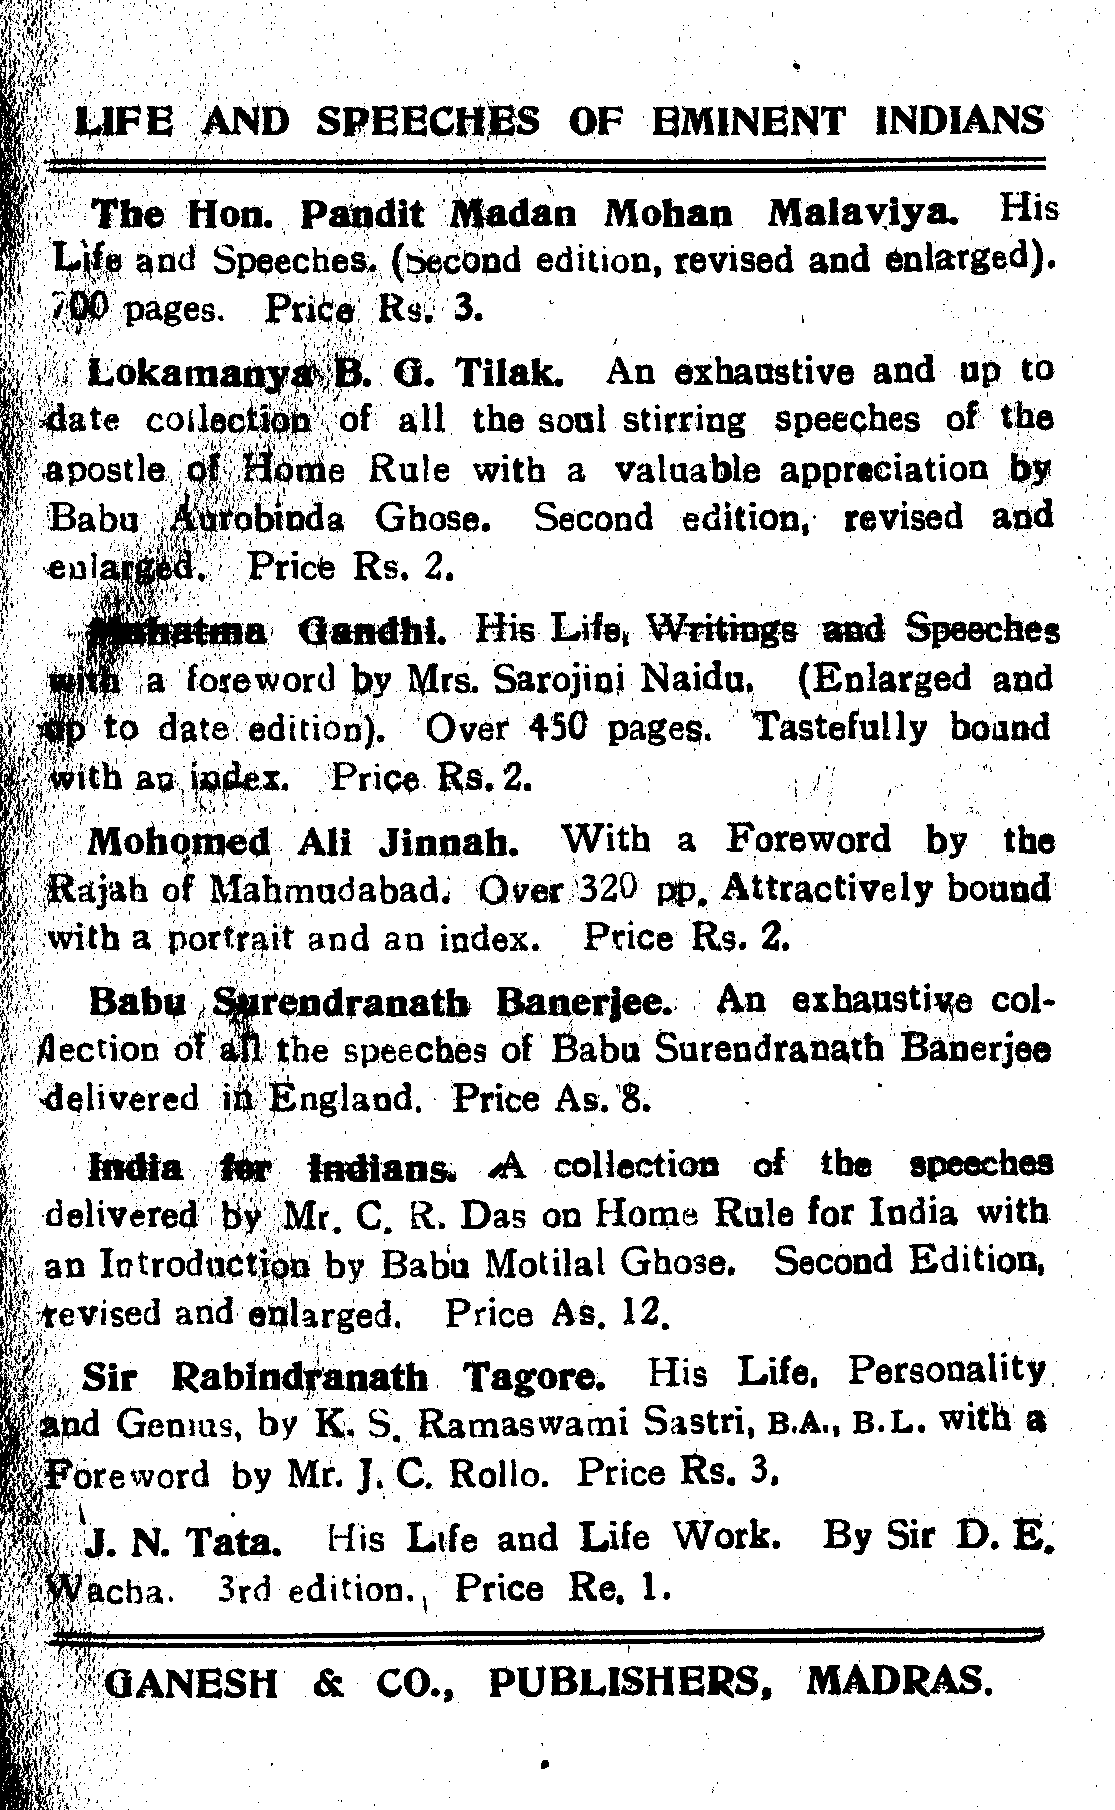 LIFE AND SPEECHES OF EMINENT INDIANS
The Hon. Pandit Madan Mohan Malaviya. His
Life and Speeches. (Second edition, revised and enlarged).
700 pages. Price Rs. 3.
Lokamanya B. G. Tilak. An exhaustive and up to
date collection of all the soul stirring speeches of the
apostle of Home Rule with a valuable appreciation by
Babu Aurobinda Ghose. Second edition, revised and
enlarged. Price Rs. 2.
Mahatma Gandhi. His Life, Writings and Speeches
with a foreword by Mrs. Sarojini Naidu. (Enlarged and
up to date edition). Over 450 pages. Tastefully bound
with an index. Price Rs. 2.
Mohomed Ali Jinnah. With a Foreword by the
Rajah of Mahmudabad. Over 320 pp. Attractively bound
with a portrait and an index. Price Rs. 2.
Babu Surendranath Banerjee. An exhaustive col-
lection of all the speeches of Babu Surendranath Banerjee
delivered in England. Price As. 8.
India for Indians. A collection of the speeches
delivered by Mr. C. R. Das on Home Rule for India with
an Introduction by Babu Motilal Ghose. Second Edition,
revised and enlarged. Price As. 12.
Sir Rabindranath Tagore. His Life, Personality
and Genius, by K. S. Ramaswami Sastri, B.A., B.L. with a
Foreword by Mr. J. C. Rollo. Price Rs. 3.
J. N. Tata. His Life and Life Work. By Sir D. E.
Wacha. 3rd edition. Price Re. 1.
GANESH & CO., PUBLISHERS, MADRAS.